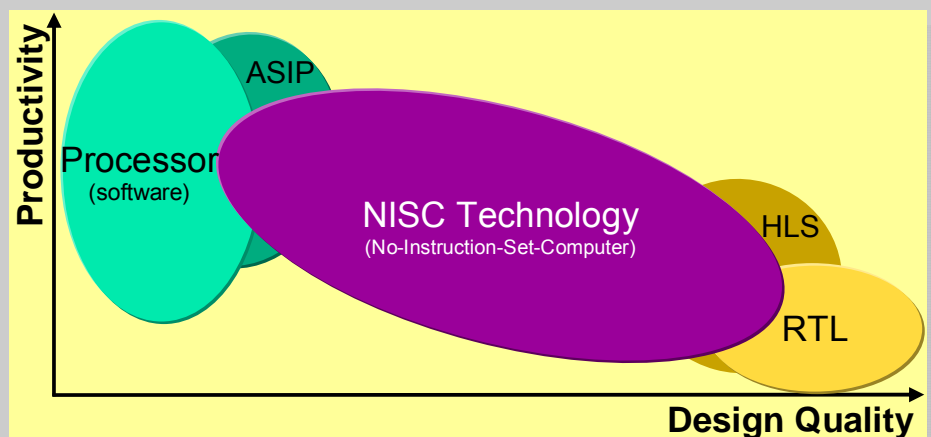 Productivity
ASIP
Processor
(software)
NISC Technology
(No-Instruction-Set-Computer)
HLS
RTL
Design Quality